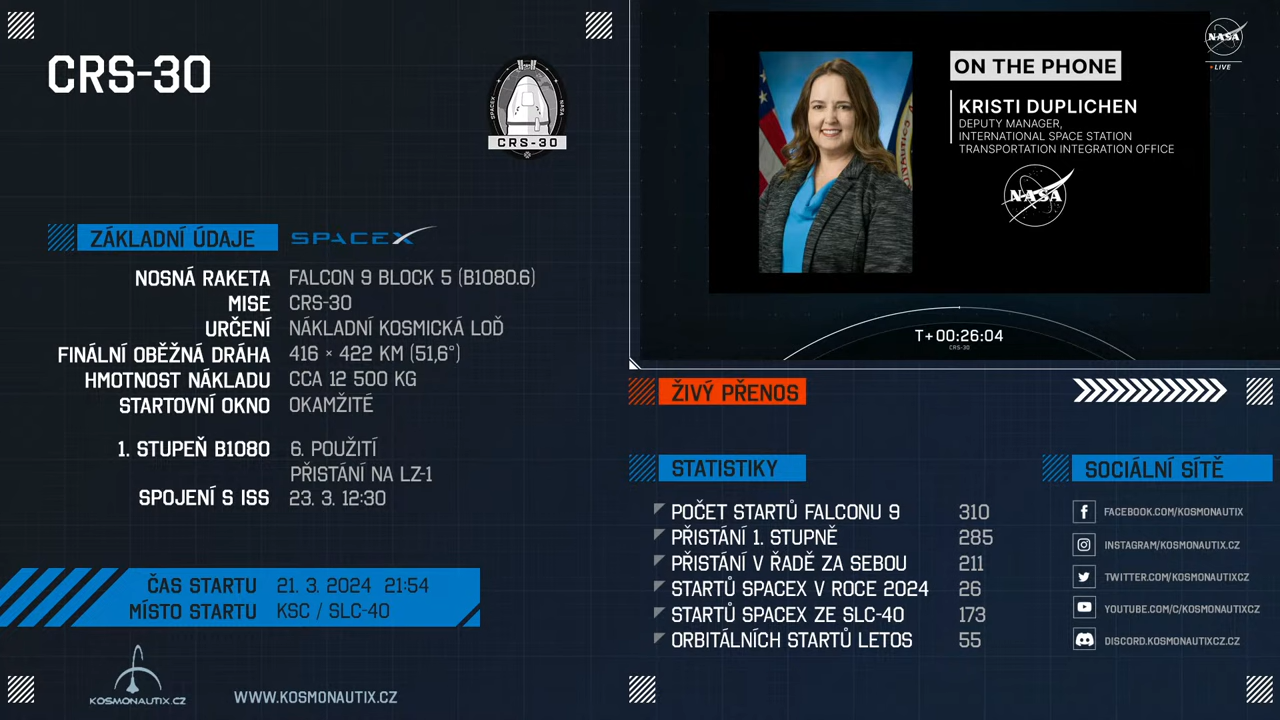 CRS-30
SPACEX
NASA
CRS-30
ZÁKLADNÍ ÚDAJE
SPACEX
NOSNÁ RAKETA FALCON 9 BLOCK 5 (B1080.6)
MISE CRS-30
URČENÍ NÁKLADNÍ KOSMICKÁ LOĎ
FINÁLNÍ OBĚŽNÁ DRÁHA 416 × 422 KM (51,6°)
HMOTNOST NÁKLADU CCA 12 500 KG
STARTOVNÍ OKNO OKAMŽITÉ
1. STUPEŇ B1080 6. POUŽITÍ
PŘISTÁNÍ NA LZ-1
SPOJENÍ S ISS 23. 3. 12:30
ČAS STARTU 21. 3. 2024 21:54
MÍSTO STARTU KSC / SLC-40
KOSMONAUTIX.CZ
WWW.KOSMONAUTIX.CZ
NASA
LIVE
ON THE PHONE
KRISTI DUPLICHEN
DEPUTY MANAGER,
INTERNATIONAL SPACE STATION
TRANSPORTATION INTEGRATION OFFICE
NASA
T+00:26:04
CRS-30
ŽIVÝ PŘENOS
STATISTIKY
POČET STARTŮ FALCONU 9 310
PŘISTÁNÍ 1. STUPNĚ 285
PŘISTÁNÍ V ŘADĚ ZA SEBOU 211
STARTŮ SPACEX V ROCE 2024 26
STARTŮ SPACEX ZE SLC-40 173
ORBITÁLNÍCH STARTŮ LETOS 55
SOCIÁLNÍ SÍTĚ
FACEBOOK.COM/KOSMONAUTIX
INSTAGRAM/KOSMONAUTIX.CZ
TWITTER.COM/KOSMONAUTIXCZ
YOUTUBE.COM/C/KOSMONAUTIXCZ
DISCORD.KOSMONAUTIXCZ.CZ